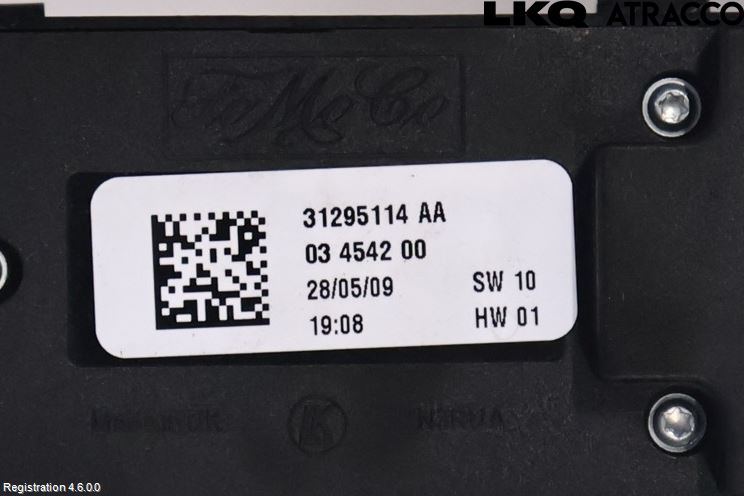 LKQ ATRACCO
FoMoCo
31295114 AA
03 4542 00
28/05/09 SW 10
19:08 HW 01
Registration 4.6.0.0